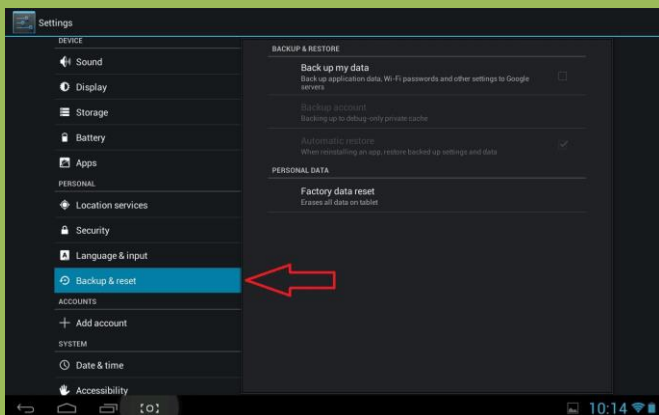 Settings
DEVICE
Sound
Display
Storage
Battery
Apps
PERSONAL
Location services
Security
Language & input
Backup & reset
ACCOUNTS
Add account
SYSTEM
Date & time
Accessibility
BACKUP & RESTORE
Back up my data
Back up application data, Wi-Fi passwords and other settings to Google
servers
Backup account
Backing up to debug-only private cache
Automatic restore
When reinstalling an app, restore backed up settings and data
PERSONAL DATA
Factory data reset
Erases all data on tablet
10:14